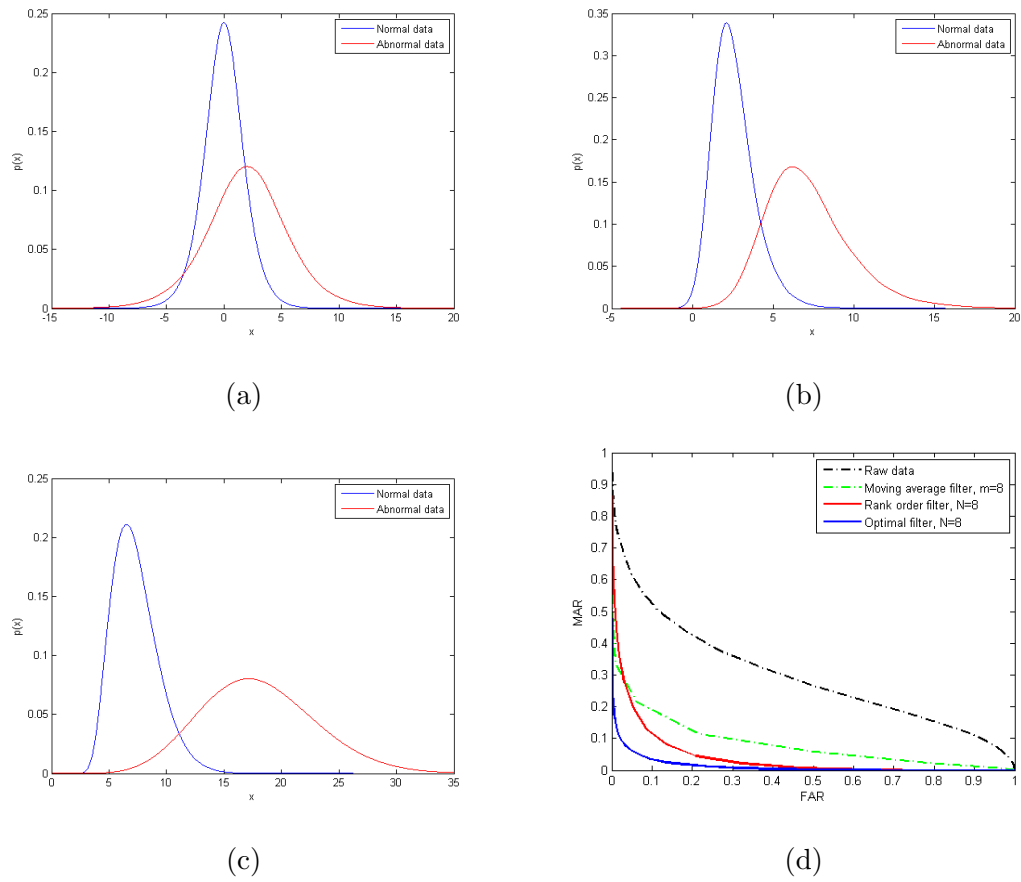 0.25
0.2
0.15
0.1
0.05
0
p(x)
-15
-10
-5
0
5
10
15
20
x
Normal data
Abnormal data
(a)
0.35
0.3
0.25
0.2
0.15
0.1
0.05
0
p(x)
-5
0
5
10
15
20
x
Normal data
Abnormal data
(b)
0.25
0.2
0.15
0.1
0.05
0
p(x)
0
5
10
15
20
25
30
35
x
Normal data
Abnormal data
(c)
1
0.9
0.8
0.7
0.6
0.5
0.4
0.3
0.2
0.1
0
MAR
0
0.1
0.2
0.3
0.4
0.5
0.6
0.7
0.8
0.9
1
FAR
Raw data
Moving average filter, m=8
Rank order filter, N=8
Optimal filter, N=8
(d)